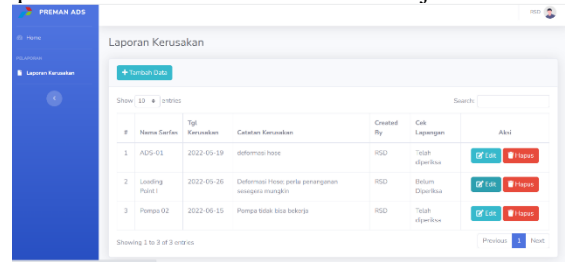 PREMAN ADS
RSD
Home
Laporan Kerusakan
PELAPORAN
Laporan Kerusakan
+ Tambah Data
Show 10 entries
Search:
# Nama Sarfas Tgl Kerusakan Catatan Kerusakan Created By Cek Lapangan Aksi
1 ADS-01 2022-05-19 deformasi hose RSD Telah diperiksa Edit Hapus
2 Loading Point I 2022-05-26 Deformasi Hose, perlu penanganan sesegera mungkin RSD Belum Diperiksa Edit Hapus
3 Pompa 02 2022-06-15 Pompa tidak bisa bekerja RSD Telah diperiksa Edit Hapus
Showing 1 to 3 of 3 entries
Previous 1 Next